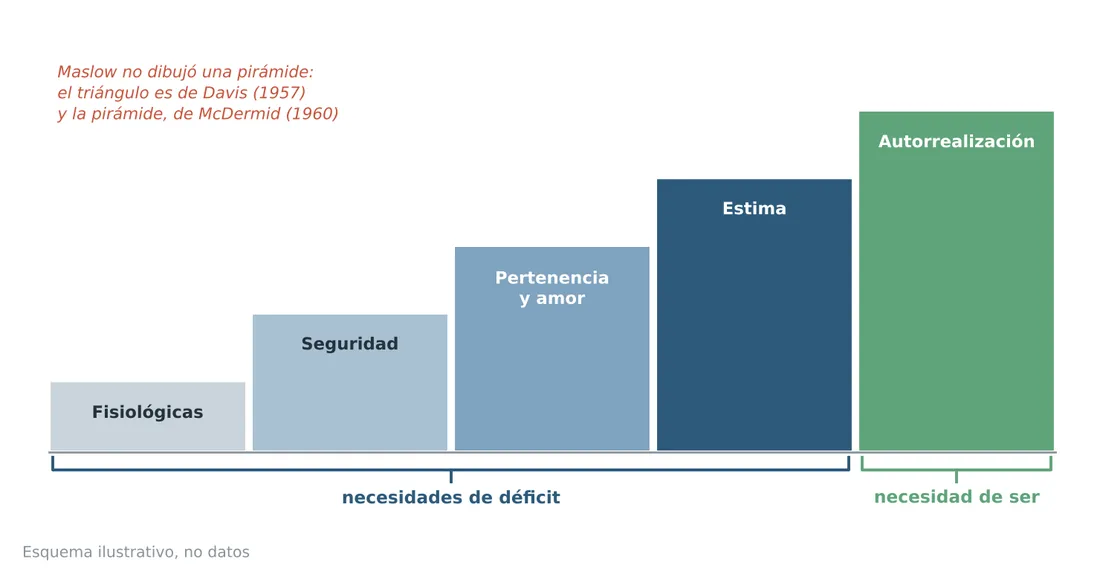 Maslow no dibujó una pirámide:
el triángulo es de Davis (1957)
y la pirámide, de McDermid (1960)
Autorrealización
Estima
Pertenencia
y amor
Seguridad
Fisiológicas
necesidades de déficit
necesidad de ser
Esquema ilustrativo, no datos